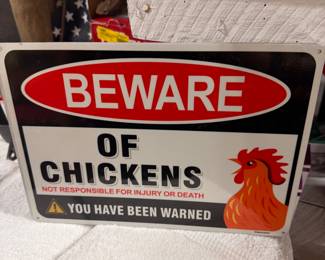 BEWARE
OF
CHICKENS
NOT RESPONSIBLE FOR INJURY OR DEATH
YOU HAVE BEEN WARNED